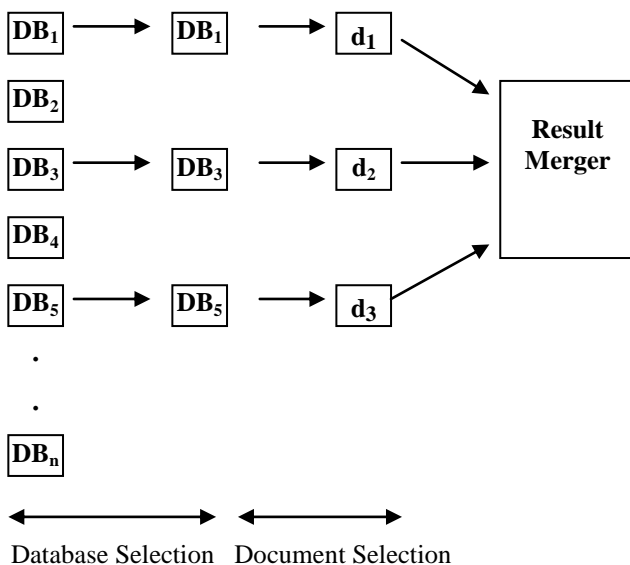 DB₁ DB₁ d₁
DB₂
Result
Merger
DB₃ DB₃ d₂
DB₄
DB₅ DB₅ d₃
.
.
DBₙ
Database Selection Document Selection